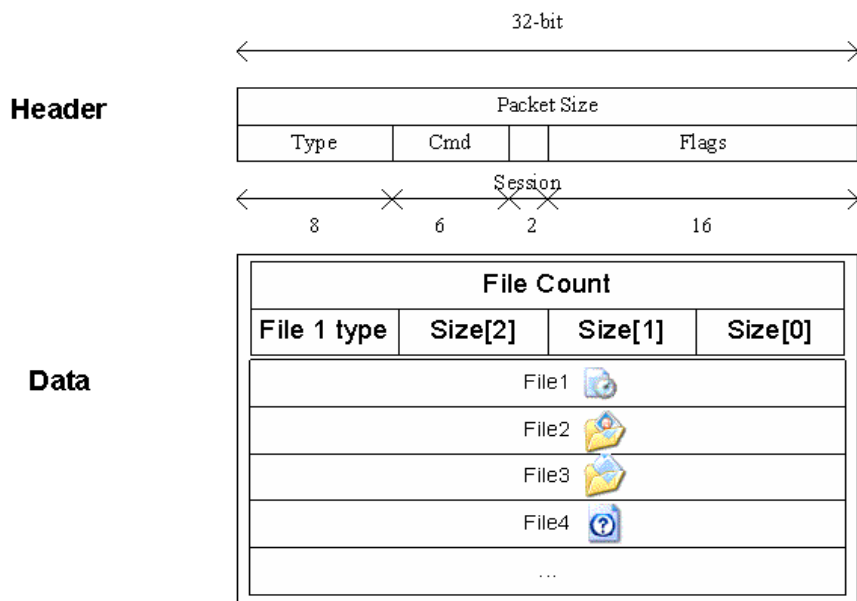 32-bit
Header
Packet Size
Type Cmd Flags
Session
8 6 2 16
File Count
File 1 type Size[2] Size[1] Size[0]
Data
File1
File2
File3
File4
...